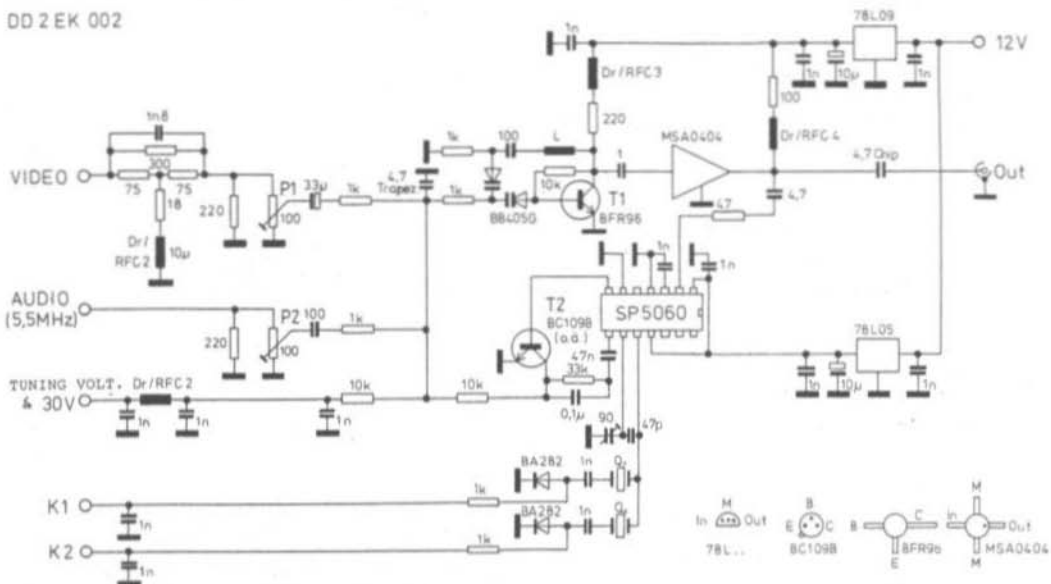 DD 2 EK 002
1n
78L09
12V
Dr/RFC3
1n
10µ
1n
1n8
300
75
75
VIDEO
18
Dr/
RFC2
10µ
220
P1
100
33µ
1k
1k
100
L
4,7
Trapez
1k
10k
BB405G
220
T1
BFR96
1
MSA0404
100
Dr/RFC4
4,7 Chip
Out
47
4,7
1n
1n
AUDIO
(5,5MHz)
220
P2
100
100
1k
T2
BC109B
(o.ä.)
SP5060
47n
33k
0,1µ
78L05
1n
10µ
1n
TUNING VOLT. Dr/RFC2
& 30V
1n
1n
1n
10k
10k
90
47p
BA282
1n
K1
1n
1k
BA282
1n
K2
1n
1k
M
In
Out
78L..
B
E
C
BC109B
B
C
E
BFR96
M
In
Out
M
MSA0404